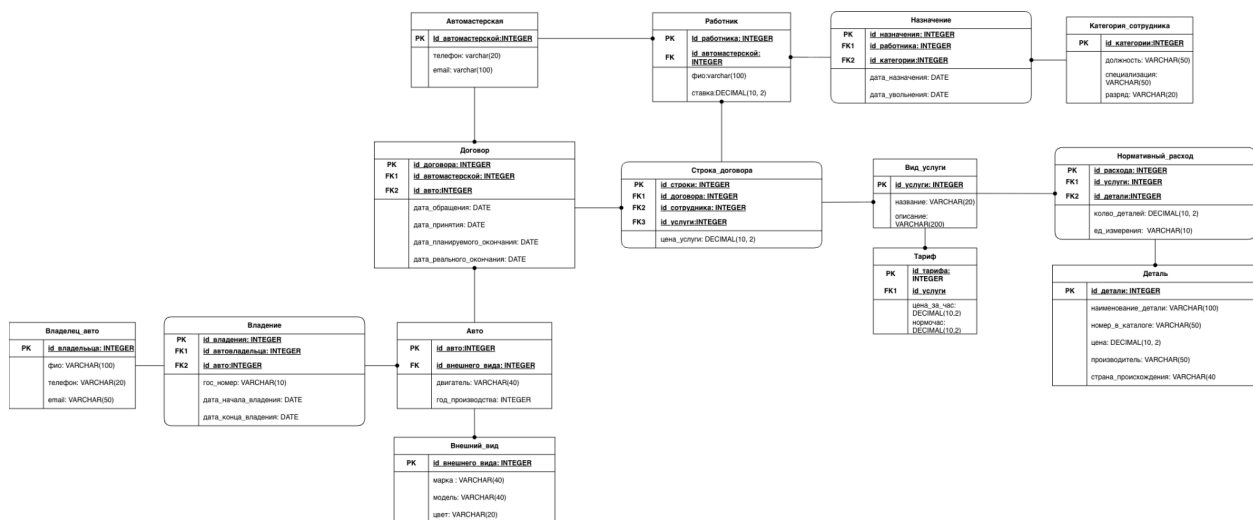 Автомастерская
PK Id_автомастерской:INTEGER
телефон: varchar(20)
email: varchar(100)
Работник
PK Id_работника: INTEGER
FK id_автомастерской:
INTEGER
фио:varchar(100)
ставка:DECIMAL(10, 2)
Назначение
PK id_назначения: INTEGER
FK1 id_работника: INTEGER
FK2 id_категории:INTEGER
дата_назначения: DATE
дата_увольнения: DATE
Категория_сотрудника
PK id_категории:INTEGER
должность: VARCHAR(50)
специализация:
VARCHAR(50)
разряд: VARCHAR(20)
Договор
PK id_договора: INTEGER
FK1 id_автомастерской: INTEGER
FK2 id_авто:INTEGER
дата_обращения: DATE
дата_принятия: DATE
дата_планируемого_окончания: DATE
дата_реального_окончания: DATE
Строка_договора
PK id_строки: INTEGER
FK1 id_договора: INTEGER
FK2 id_сотрудника: INTEGER
FK3 id_услуги:INTEGER
цена_услуги: DECIMAL(10, 2)
Вид_услуги
PK id_услуги: INTEGER
название: VARCHAR(20)
описание:
VARCHAR(200)
Нормативный_расход
PK id_расхода: INTEGER
FK1 id_услуги: INTEGER
FK2 id_детали:INTEGER
колво_деталей: DECIMAL(10, 2)
ед_измерения: VARCHAR(10)
Тариф
PK id_тарифа:
INTEGER
FK1 id_услуги
цена_за_час:
DECIMAL(10,2)
нормочас:
DECIMAL(10,2)
Деталь
PK id_детали: INTEGER
наименование_детали: VARCHAR(100)
номер_в_каталоге: VARCHAR(50)
цена: DECIMAL(10, 2)
производитель: VARCHAR(50)
страна_происхождения: VARCHAR(40
Владелец_авто
PK id_владелььца: INTEGER
фио: VARCHAR(100)
телефон: VARCHAR(20)
email: VARCHAR(50)
Владение
PK id_владения: INTEGER
FK1 id_автовладельца: INTEGER
FK2 id_авто:INTEGER
гос_номер: VARCHAR(10)
дата_начала_владения: DATE
дата_конца_владения: DATE
Авто
PK id_авто:INTEGER
FK id_внешнего_вида: INTEGER
двигатель: VARCHAR(40)
год_производства: INTEGER
Внешний_вид
PK id_внешнего_вида: INTEGER
марка : VARCHAR(40)
модель: VARCHAR(40)
цвет: VARCHAR(20)